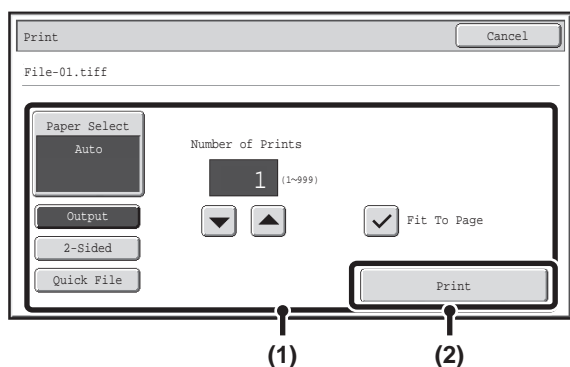 Print
Cancel
File-01.tiff
Paper Select
Auto
Number of Prints
1 (1~999)
Output
Fit To Page
2-Sided
Quick File
Print
(1)
(2)